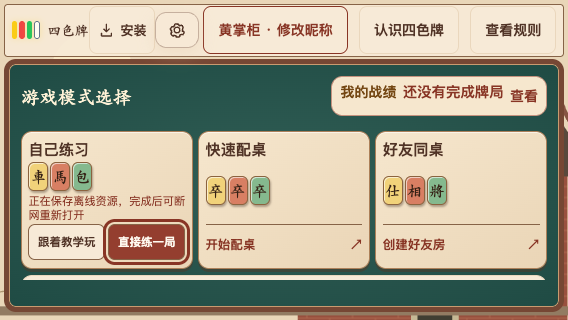 四色牌
安装
黄掌柜 · 修改昵称
认识四色牌
查看规则
游戏模式选择
我的战绩 还没有完成牌局 查看
自己练习
車 馬 包
正在保存离线资源，完成后可断
网重新打开
跟着教学玩
直接练一局
快速配桌
卒 卒 卒
开始配桌 ↗
好友同桌
仕 相 將
创建好友房 ↗